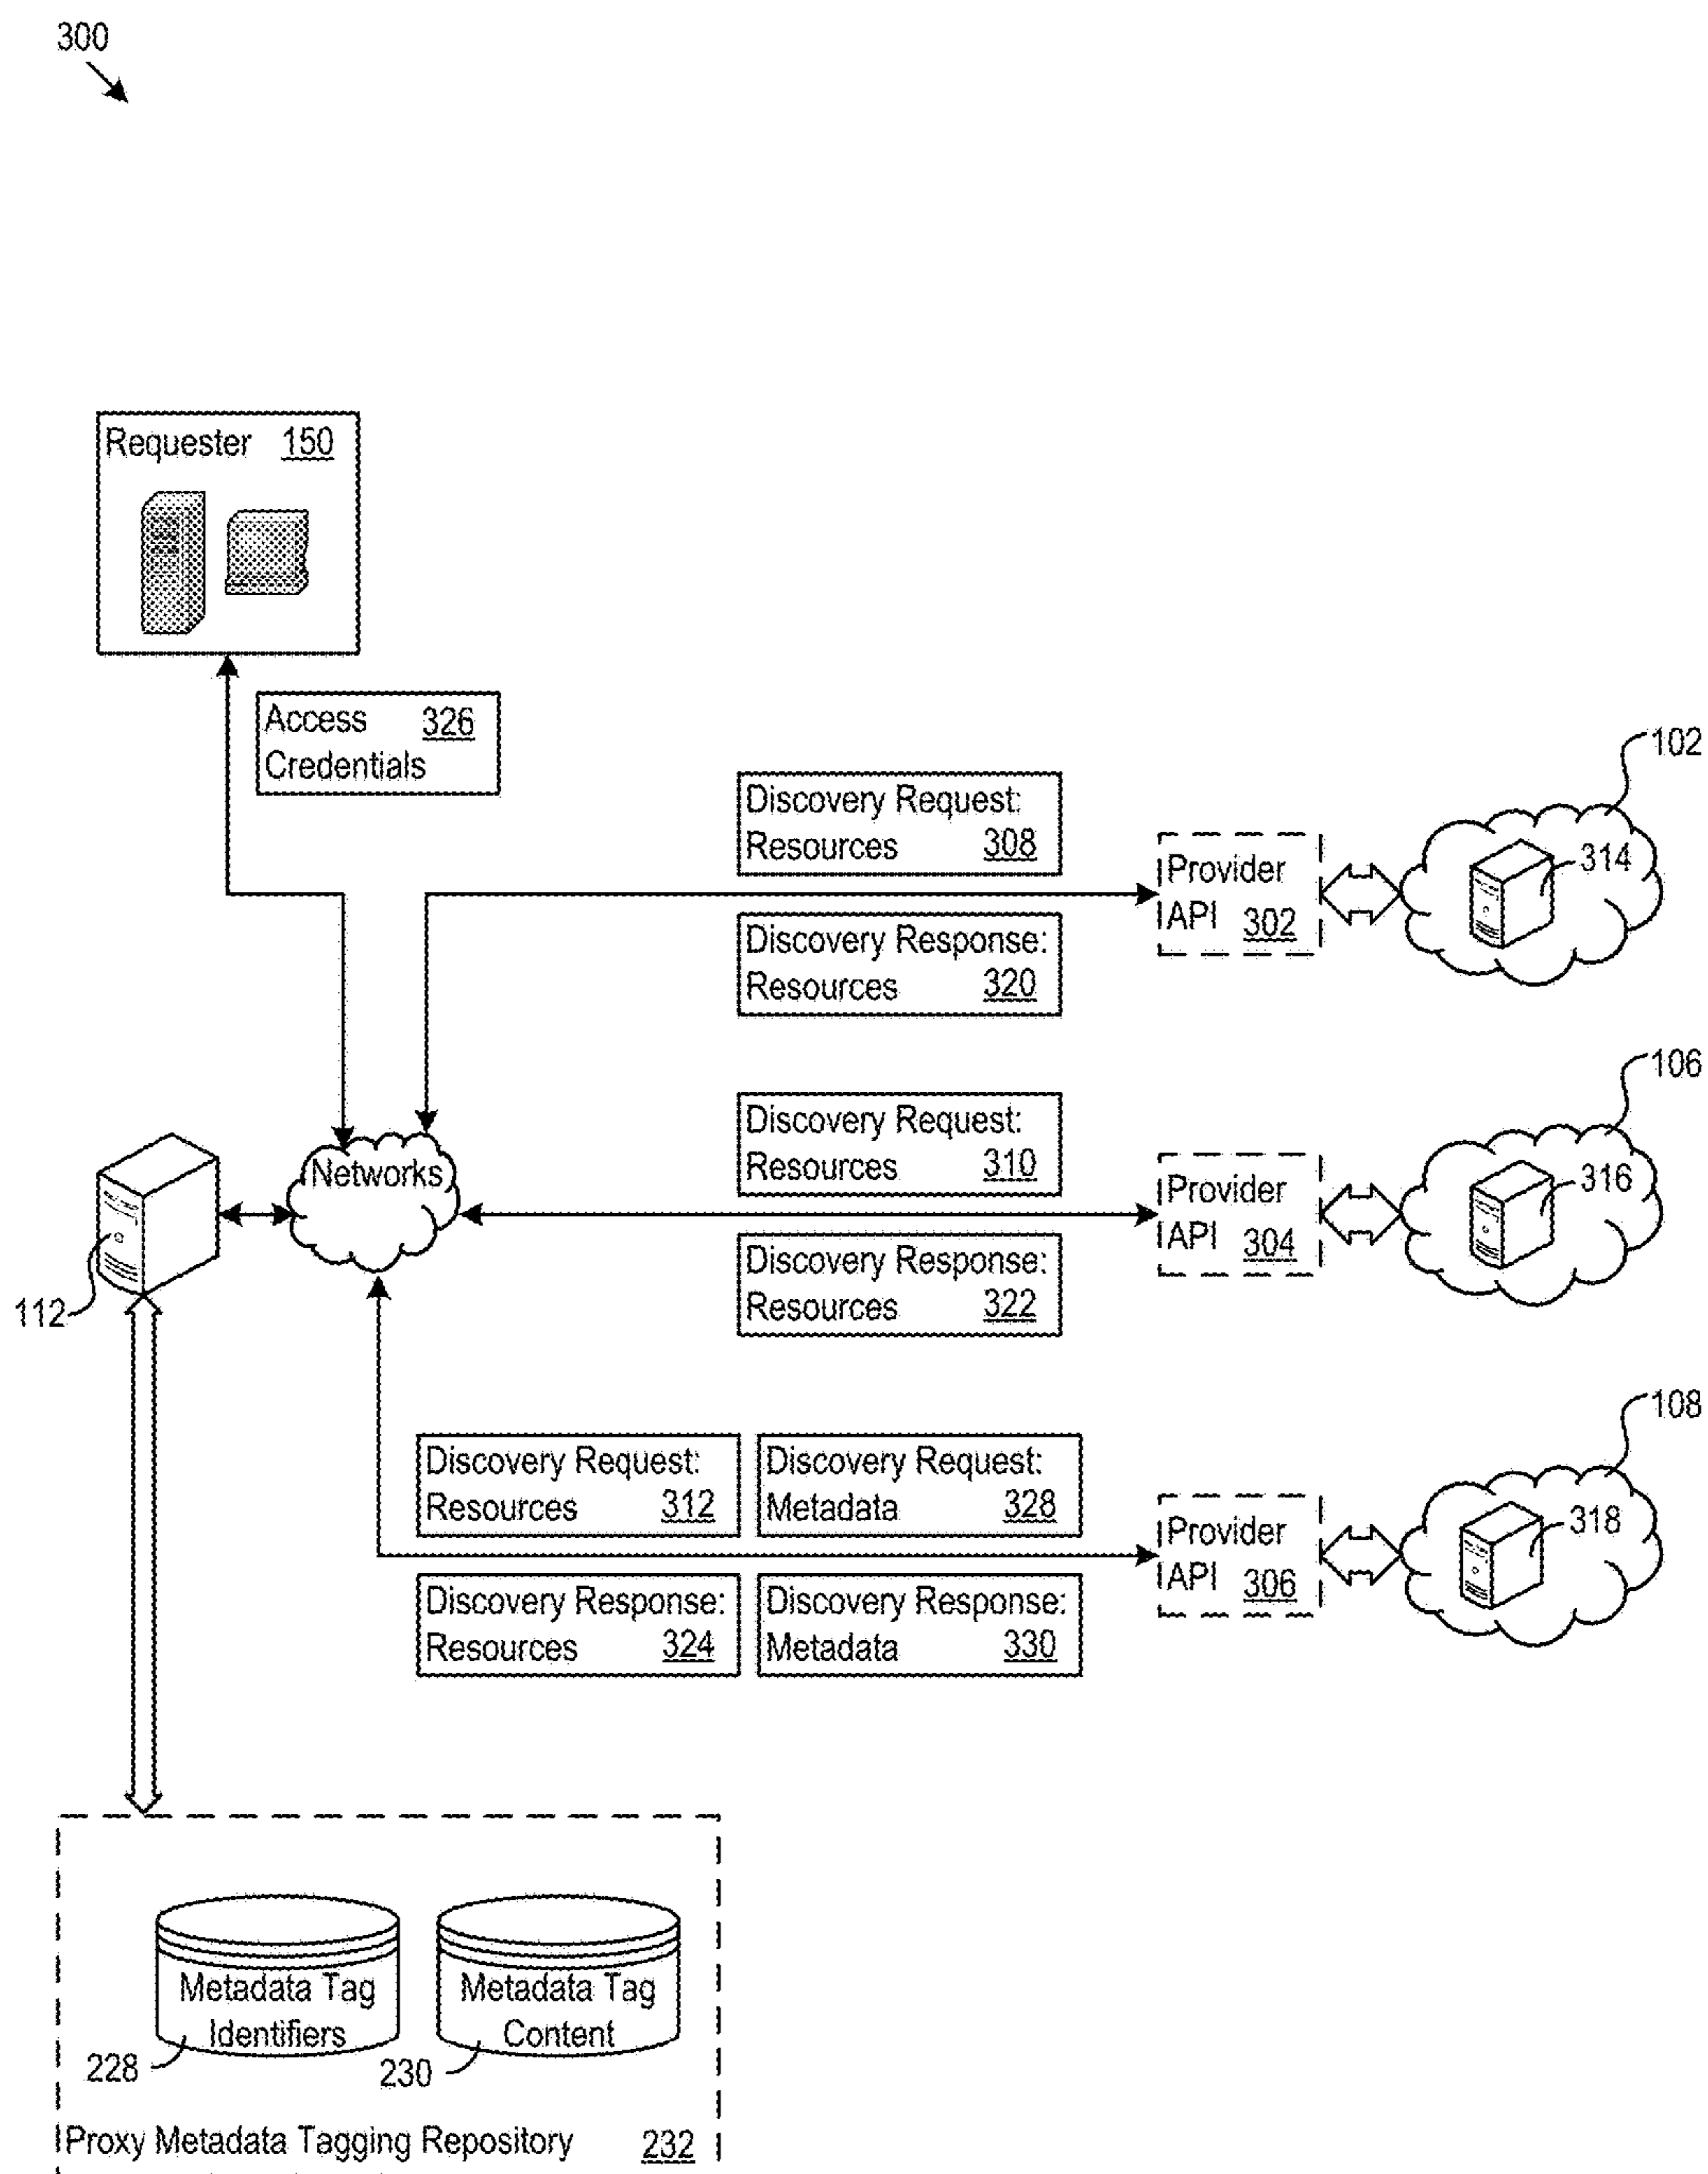 300
Requester 150
Access 326
Credentials
102
Discovery Request:
Resources 308
Provider
API 302
314
Discovery Response:
Resources 320
106
Discovery Request:
Resources 310
Networks
Provider
API 304
316
Discovery Response:
Resources 322
112
108
Discovery Request:
Resources 312
Discovery Request:
Metadata 328
Provider
API 306
318
Discovery Response:
Resources 324
Discovery Response:
Metadata 330
Metadata Tag
Identifiers
228
Metadata Tag
Content
230
Proxy Metadata Tagging Repository 232